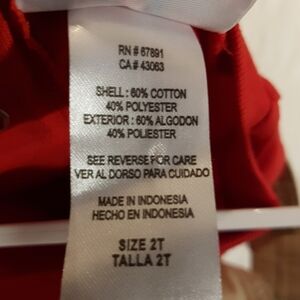 RN # 67891
CA # 43063
SHELL : 60% COTTON
40% POLYESTER
EXTERIOR : 60% ALGODON
40% POLIESTER
SEE REVERSE FOR CARE
VER AL DORSO PARA CUIDADO
MADE IN INDONESIA
HECHO EN INDONESIA
SIZE 2T
TALLA 2T